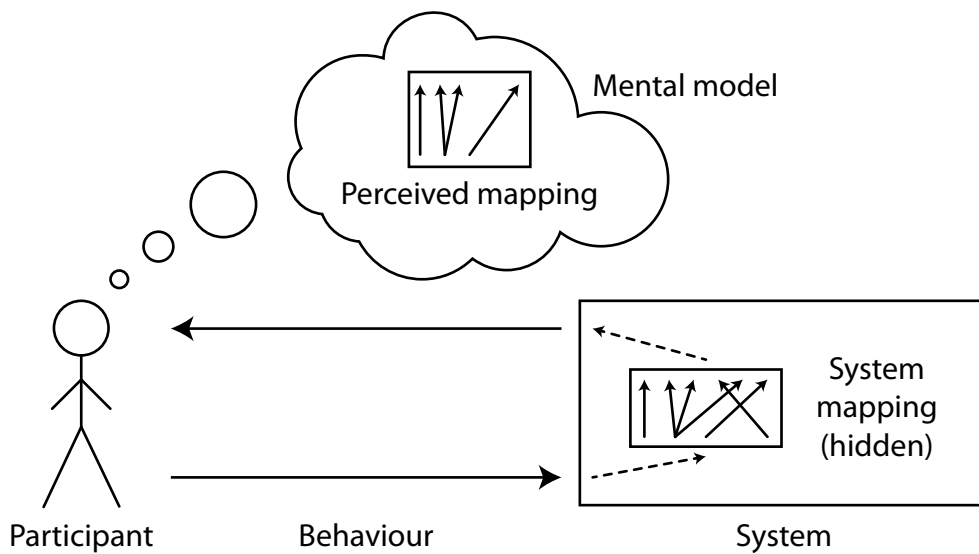 Mental model
Perceived mapping
System
mapping
(hidden)
Participant
Behaviour
System